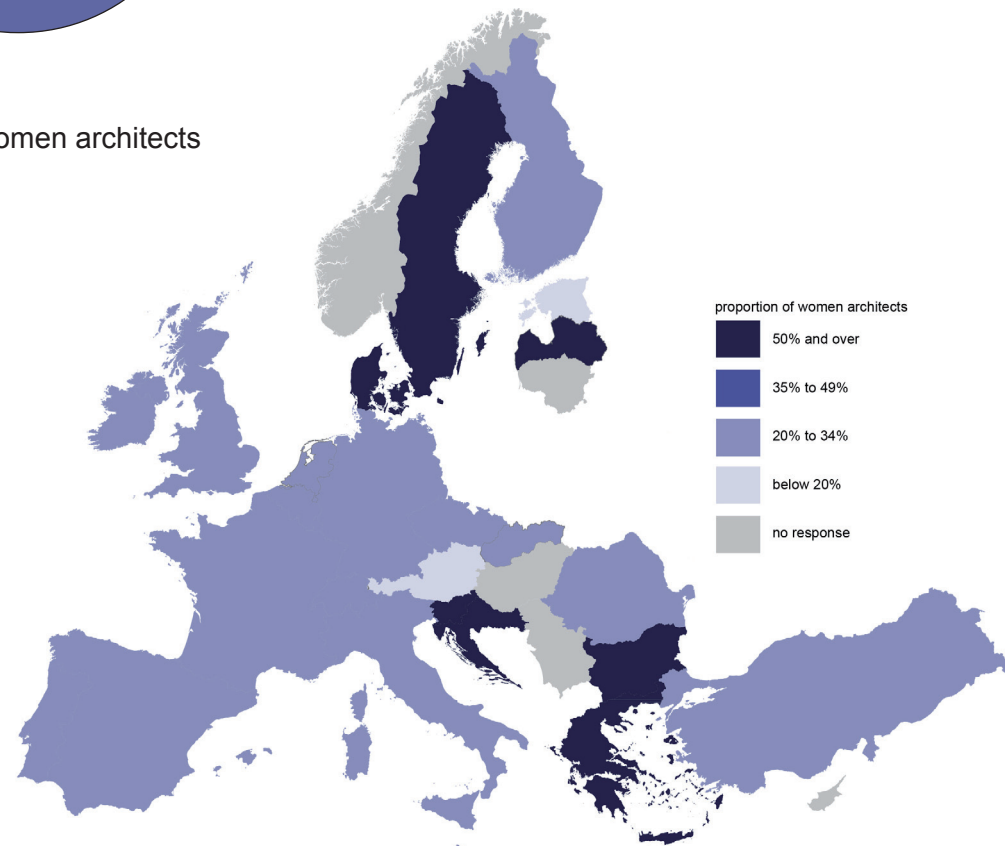 omen architects
proportion of women architects
50% and over
35% to 49%
20% to 34%
below 20%
no response